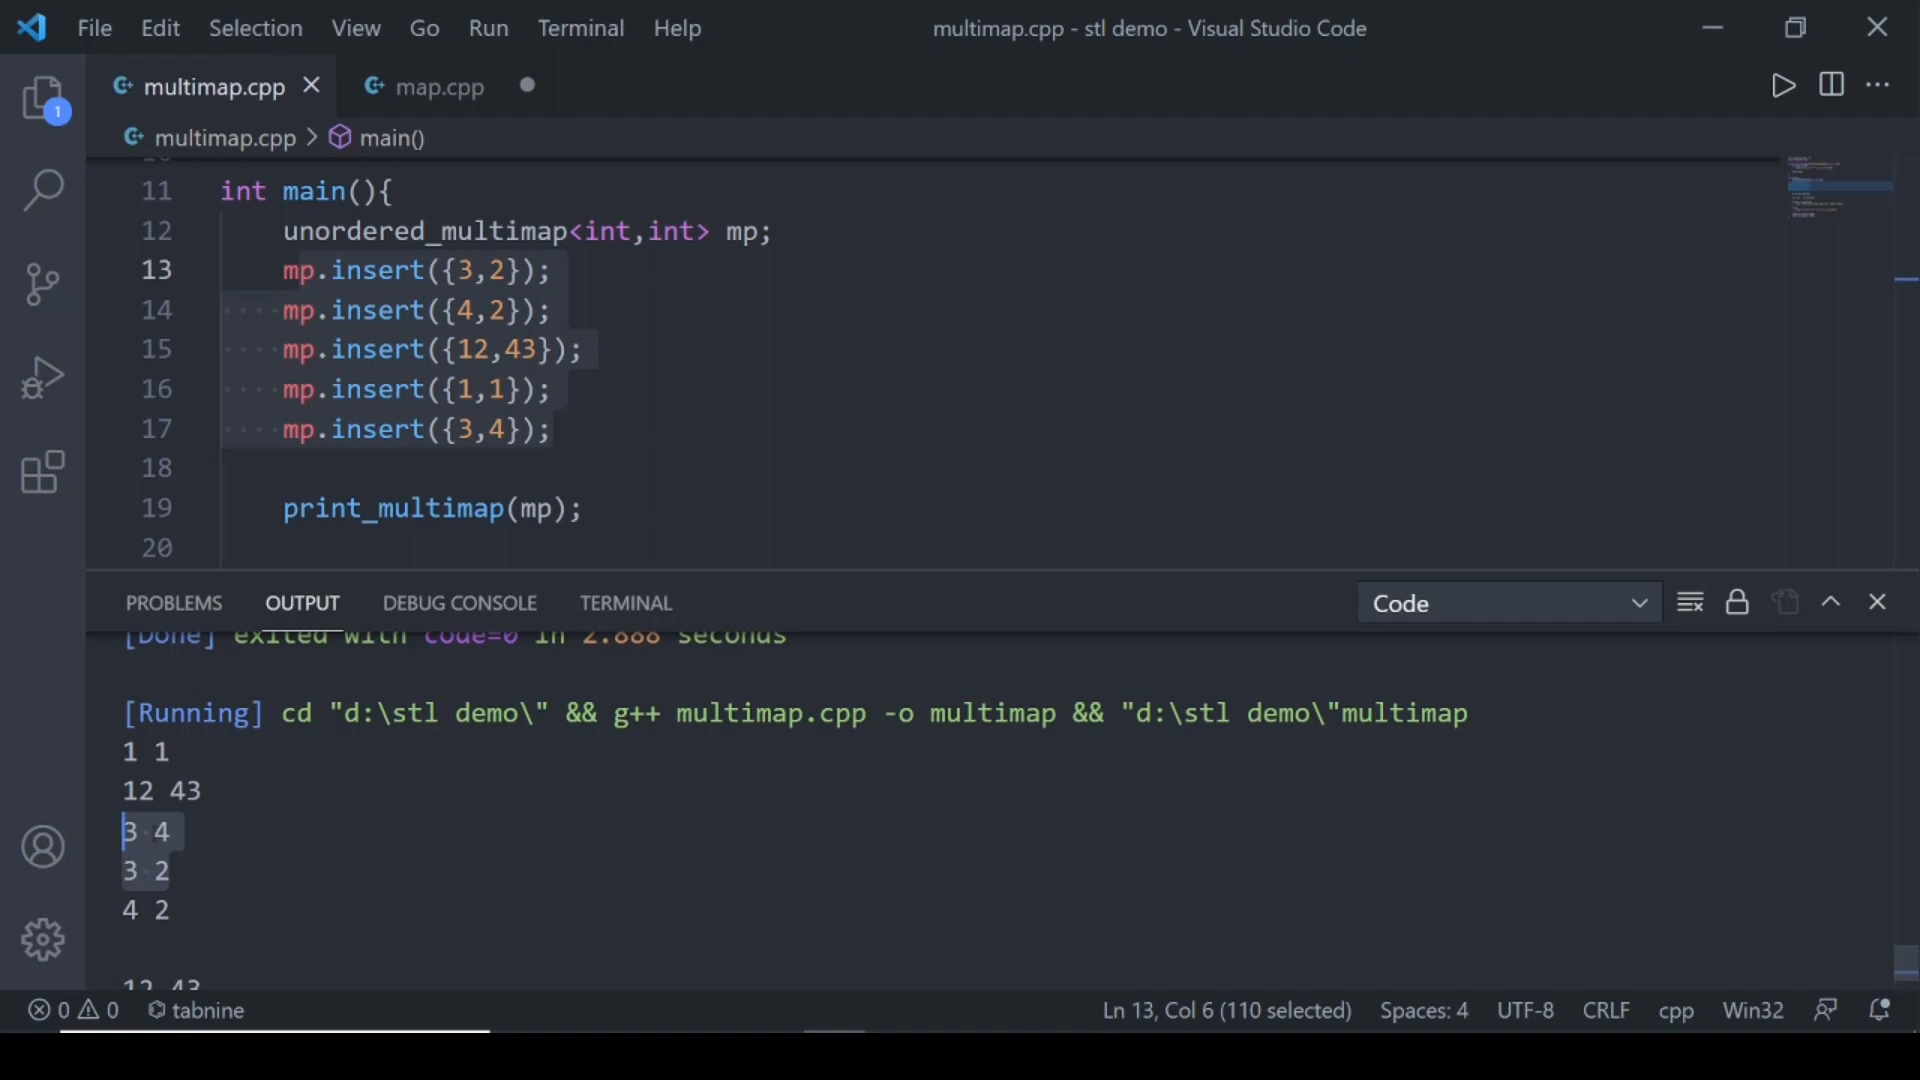 File Edit Selection View Go Run Terminal Help multimap.cpp - stl demo - Visual Studio Code
multimap.cpp map.cpp
1
multimap.cpp > main()
11 int main(){
12 unordered_multimap<int,int> mp;
13 mp.insert({3,2});
14 mp.insert({4,2});
15 mp.insert({12,43});
16 mp.insert({1,1});
17 mp.insert({3,4});
18
19 print_multimap(mp);
20
PROBLEMS OUTPUT DEBUG CONSOLE TERMINAL Code
[Done] exited with code=0 in 2.888 seconds
[Running] cd "d:\stl demo\" && g++ multimap.cpp -o multimap && "d:\stl demo\"multimap
1 1
12 43
3 4
3 2
4 2
12 43
0 0 tabnine Ln 13, Col 6 (110 selected) Spaces: 4 UTF-8 CRLF cpp Win32